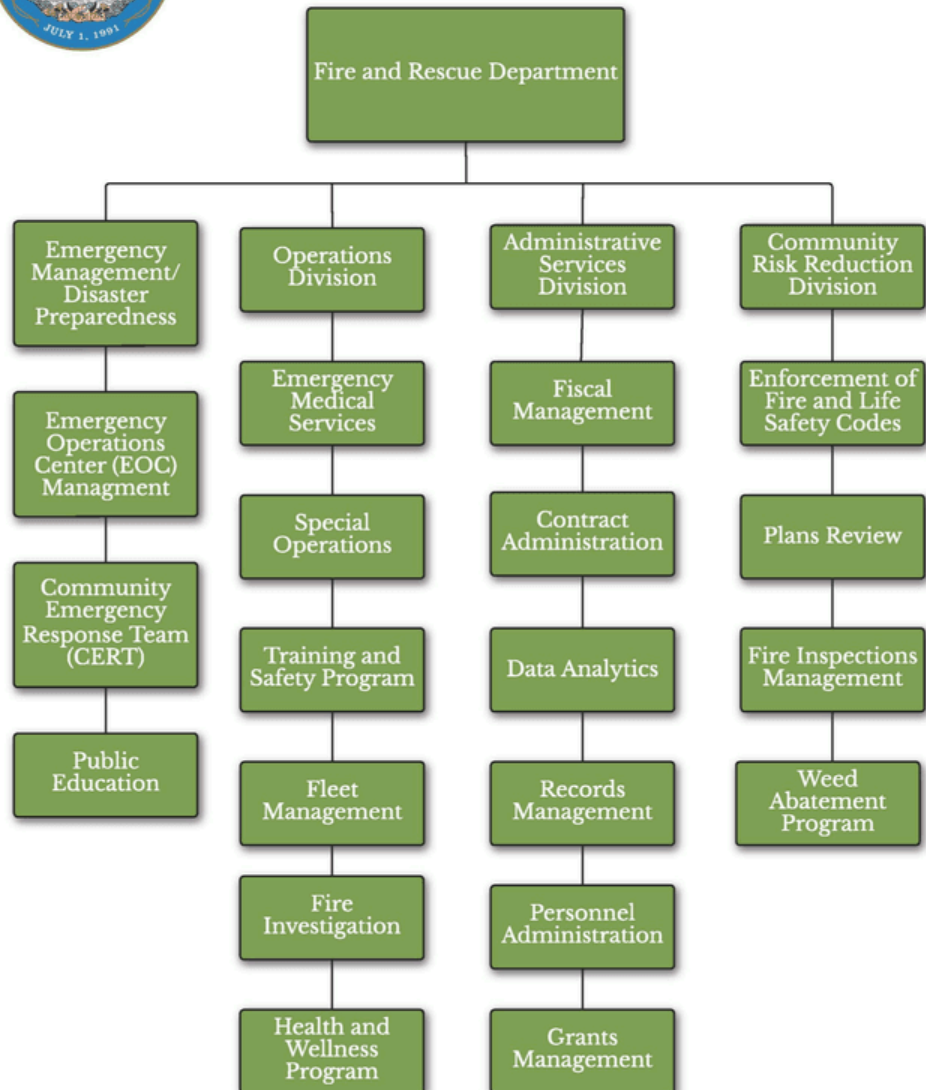 JULY 1, 1991
Fire and Rescue Department
Emergency
Management/
Disaster
Preparedness
Emergency
Operations
Center (EOC)
Managment
Community
Emergency
Response Team
(CERT)
Public
Education
Operations
Division
Emergency
Medical
Services
Special
Operations
Training and
Safety Program
Fleet
Management
Fire
Investigation
Health and
Wellness
Program
Administrative
Services
Division
Fiscal
Management
Contract
Administration
Data Analytics
Records
Management
Personnel
Administration
Grants
Management
Community
Risk Reduction
Division
Enforcement of
Fire and Life
Safety Codes
Plans Review
Fire Inspections
Management
Weed
Abatement
Program